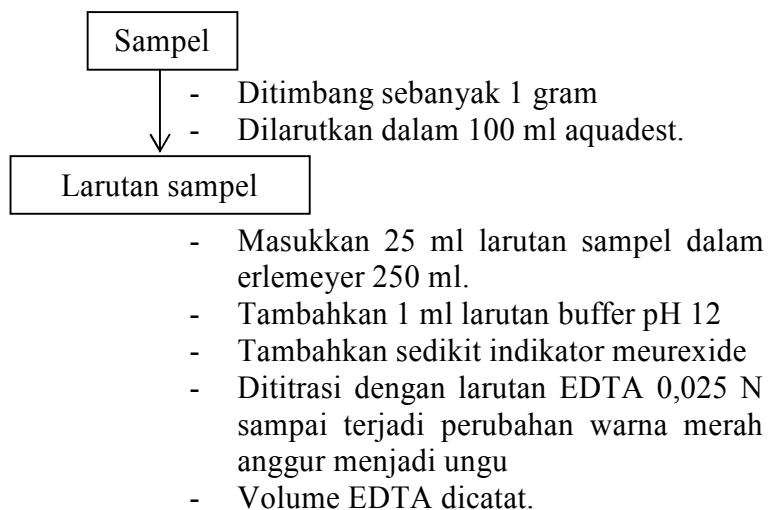 Sampel
- Ditimbang sebanyak 1 gram
- Dilarutkan dalam 100 ml aquadest.
Larutan sampel
- Masukkan 25 ml larutan sampel dalam
erlemeyer 250 ml.
- Tambahkan 1 ml larutan buffer pH 12
- Tambahkan sedikit indikator meurexide
- Dititrasi dengan larutan EDTA 0,025 N
sampai terjadi perubahan warna merah
anggur menjadi ungu
- Volume EDTA dicatat.